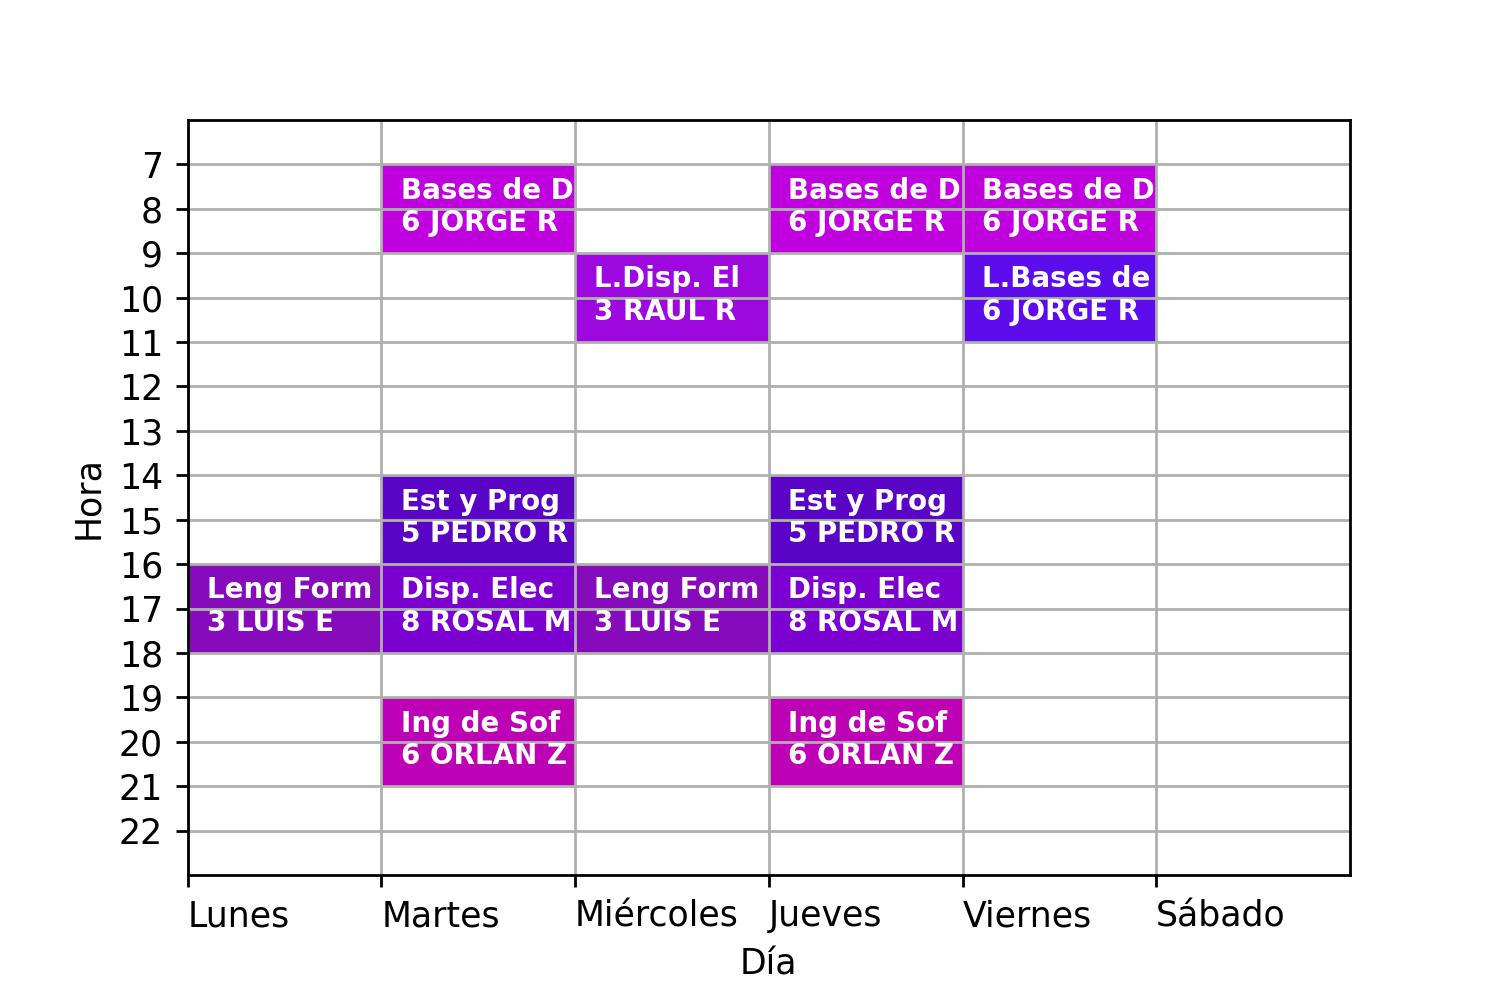 7
Bases de D
Bases de D
Bases de D
8
6 JORGE R
6 JORGE R
6 JORGE R
9
L.Disp. El
L.Bases de
10
3 RAUL R
6 JORGE R
11
12
13
14
Est y Prog
Est y Prog
15
5 PEDRO R
5 PEDRO R
16
Leng Form
Disp. Elec
Leng Form
Disp. Elec
17
3 LUIS E
8 ROSAL M
3 LUIS E
8 ROSAL M
18
19
Ing de Sof
Ing de Sof
20
6 ORLAN Z
6 ORLAN Z
21
22
Hora
Lunes
Martes
Miércoles
Jueves
Viernes
Sábado
Día